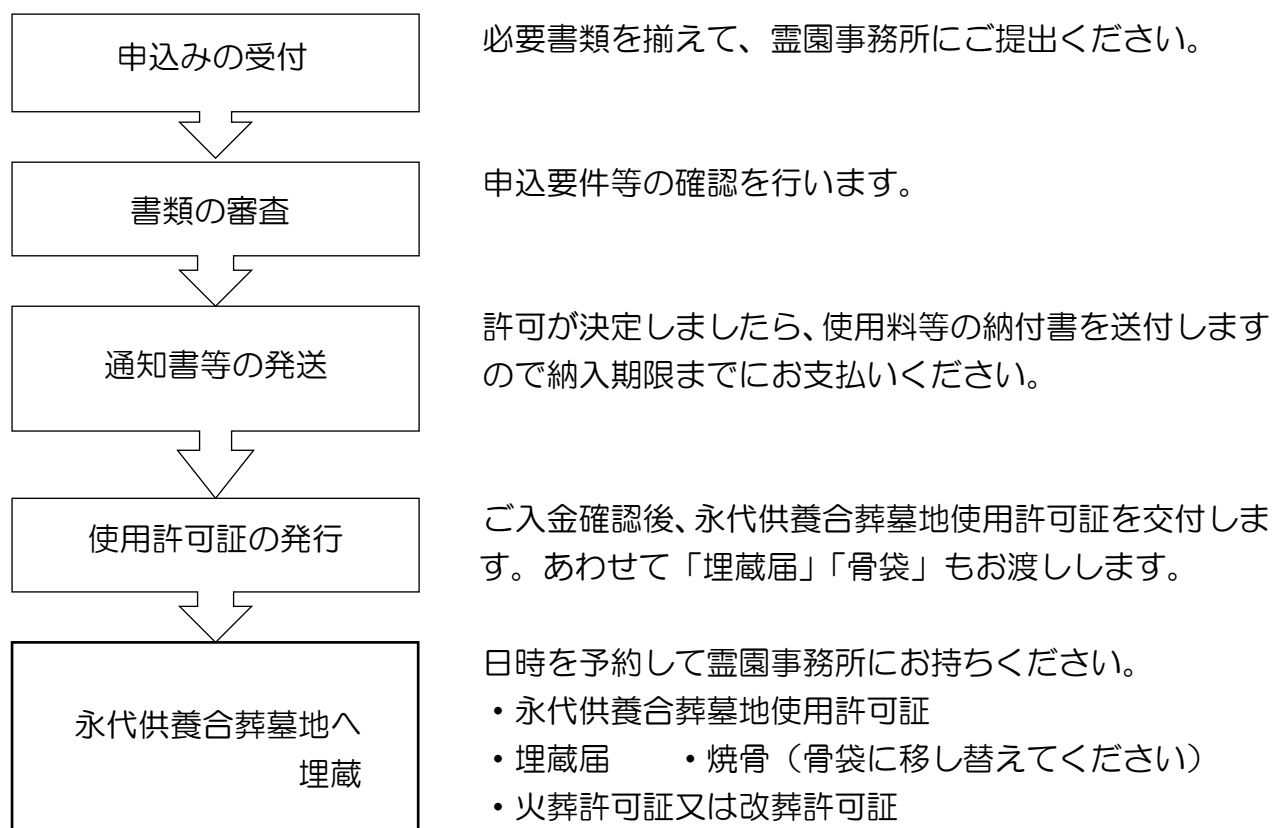 申込みの受付
必要書類を揃えて、霊園事務所にご提出ください。
書類の審査
申込要件等の確認を行います。
通知書等の発送
許可が決定しましたら、使用料等の納付書を送付します
ので納入期限までにお支払いください。
使用許可証の発行
ご入金確認後、永代供養合葬墓地使用許可証を交付しま
す。あわせて「埋蔵届」「骨袋」もお渡しします。
永代供養合葬墓地へ
埋蔵
日時を予約して霊園事務所にお持ちください。
・永代供養合葬墓地使用許可証
・埋蔵届　　・焼骨（骨袋に移し替えてください）
・火葬許可証又は改葬許可証